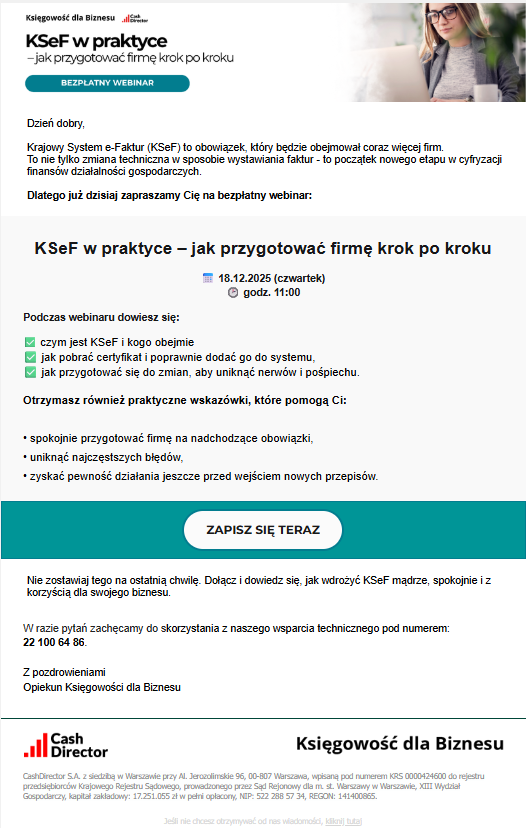 Księgowość dla Biznesu Cash Director
KSeF w praktyce
– jak przygotować firmę krok po kroku
BEZPŁATNY WEBINAR
Dzień dobry,
Krajowy System e-Faktur (KSeF) to obowiązek, który będzie obejmował coraz więcej firm.
To nie tylko zmiana techniczna w sposobie wystawiania faktur - to początek nowego etapu w cyfryzacji
finansów działalności gospodarczych.
Dlatego już dzisiaj zapraszamy Cię na bezpłatny webinar:
KSeF w praktyce – jak przygotować firmę krok po kroku
18.12.2025 (czwartek)
godz. 11:00
Podczas webinaru dowiesz się:
✅ czym jest KSeF i kogo obejmie
✅ jak pobrać certyfikat i poprawnie dodać go do systemu,
✅ jak przygotować się do zmian, aby uniknąć nerwów i pośpiechu.
Otrzymasz również praktyczne wskazówki, które pomogą Ci:
• spokojnie przygotować firmę na nadchodzące obowiązki,
• uniknąć najczęstszych błędów,
• zyskać pewność działania jeszcze przed wejściem nowych przepisów.
ZAPISZ SIĘ TERAZ
Nie zostawiaj tego na ostatnią chwilę. Dołącz i dowiedz się, jak wdrożyć KSeF mądrze, spokojnie i z
korzyścią dla swojego biznesu.
W razie pytań zachęcamy do skorzystania z naszego wsparcia technicznego pod numerem:
22 100 64 86.
Z pozdrowieniami
Opiekun Księgowości dla Biznesu
Cash Director
Księgowość dla Biznesu
CashDirector S.A. z siedzibą w Warszawie przy Al. Jerozolimskie 96, 00-807 Warszawa, wpisaną pod numerem KRS 0000424600 do rejestru
przedsiębiorców Krajowego Rejestru Sądowego, prowadzonego przez Sąd Rejonowy dla m. st. Warszawy w Warszawie, XIII Wydział
Gospodarczy, kapitał zakładowy: 17.251.055 zł w pełni opłacony, NIP: 522 288 57 34, REGON: 141400865.
Jeśli nie chcesz otrzymywać od nas wiadomości, kliknij tutaj